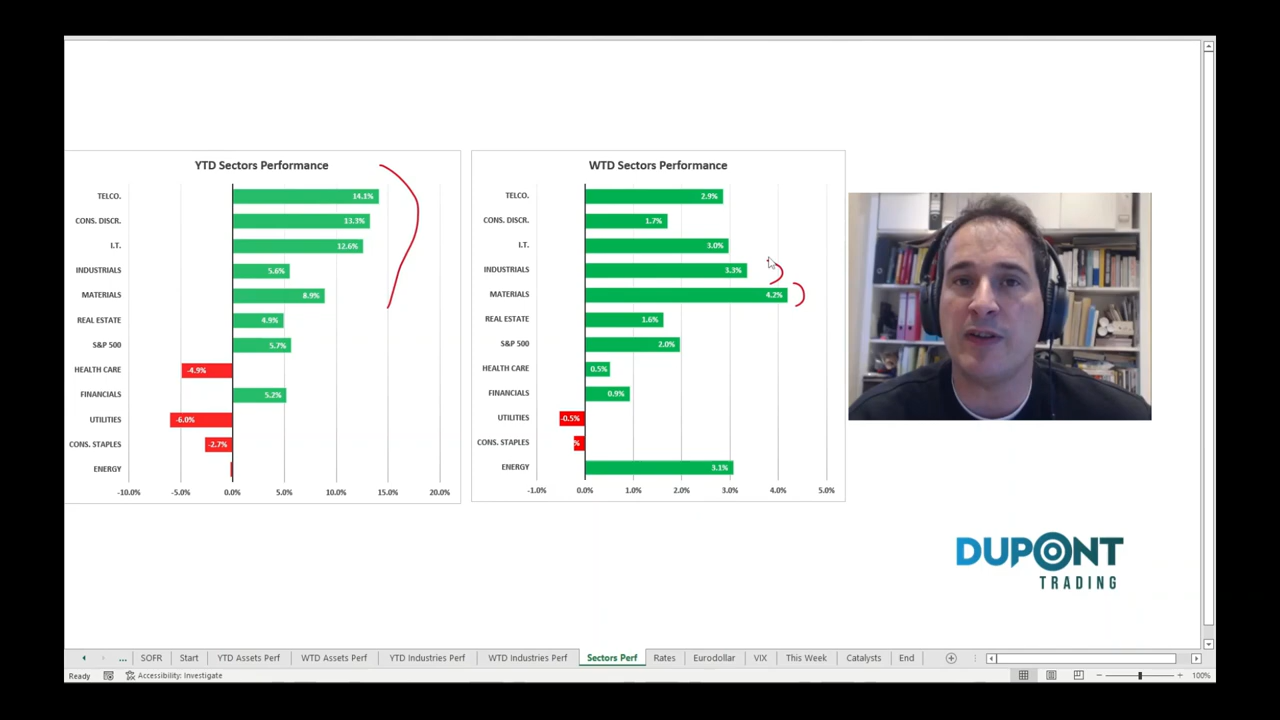 YTD Sectors Performance
TELCO. 14.1%
CONS. DISCR. 13.3%
I.T. 12.6%
INDUSTRIALS 5.6%
MATERIALS 8.9%
REAL ESTATE 4.9%
S&P 500 5.7%
HEALTH CARE -4.9%
FINANCIALS 5.2%
UTILITIES -6.0%
CONS. STAPLES -2.7%
ENERGY
-10.0% -5.0% 0.0% 5.0% 10.0% 15.0% 20.0%
WTD Sectors Performance
TELCO. 2.9%
CONS. DISCR. 1.7%
I.T. 3.0%
INDUSTRIALS 3.3%
MATERIALS 4.2%
REAL ESTATE 1.6%
S&P 500 2.0%
HEALTH CARE 0.5%
FINANCIALS 0.9%
UTILITIES -0.5%
CONS. STAPLES %
ENERGY 3.1%
-1.0% 0.0% 1.0% 2.0% 3.0% 4.0% 5.0%
DUPONT
TRADING
... SOFR Start YTD Assets Perf WTD Assets Perf YTD Industries Perf WTD Industries Perf Sectors Perf Rates Eurodollar VIX This Week Catalysts End
Ready Accessibility: Investigate 100%